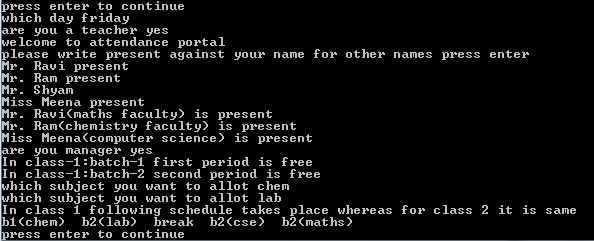 press enter to continue
which day friday
are you a teacher yes
welcome to attendance portal
please write present against your name for other names press enter
Mr. Ravi present
Mr. Ram present
Mr. Shyam
Miss Meena present
Mr. Ravi(maths faculty) is present
Mr. Ram(chemistry faculty) is present
Miss Meena(computer science) is present
are you manager yes
In class-1:batch-1 first period is free
In class-1:batch-2 second period is free
which subject you want to allot chem
which subject you want to allot lab
In class 1 following schedule takes place whereas for class 2 it is same
b1(chem)  b2(lab)  break  b2(cse)  b2(maths)
press enter to continue